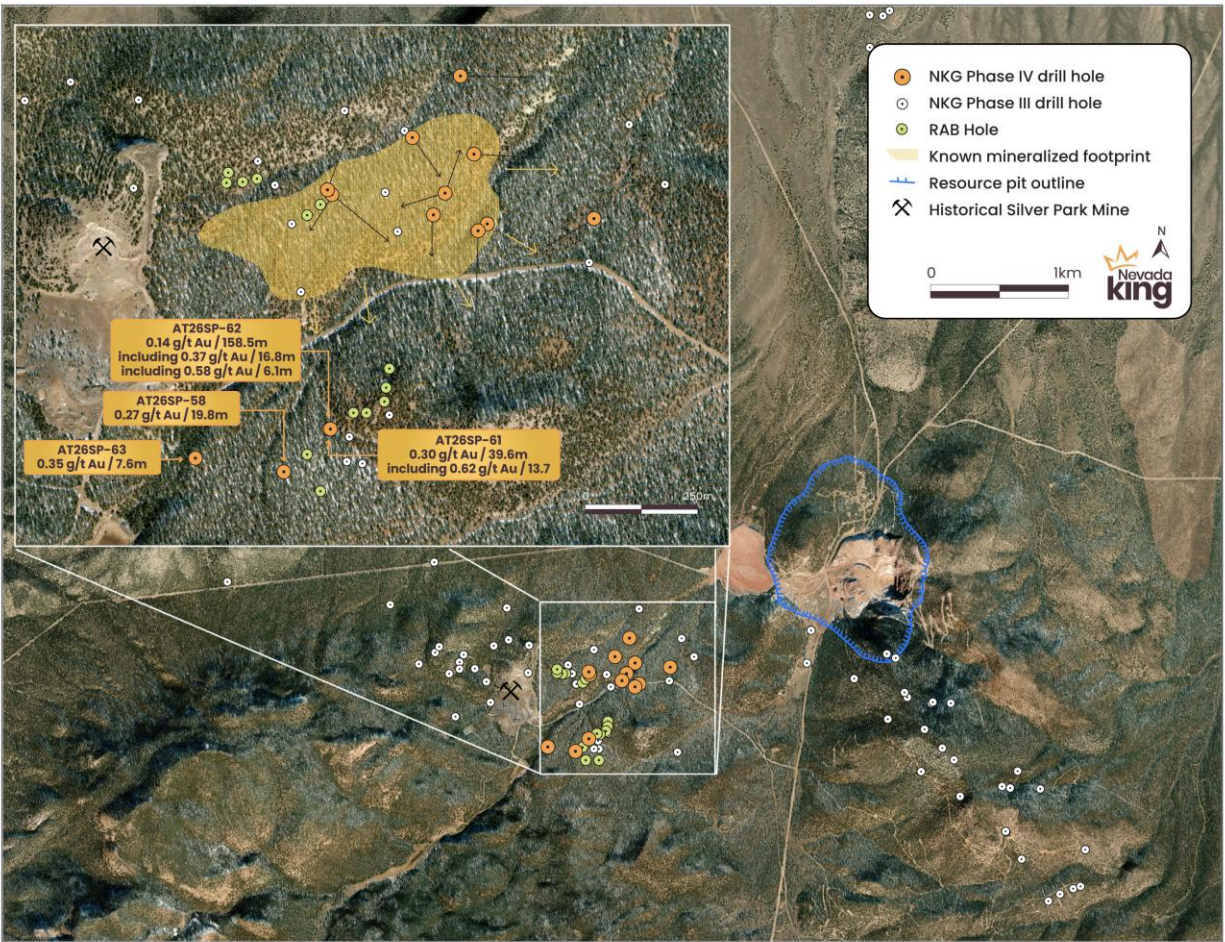 AT26SP-62
0.14 g/t Au / 158.5m
including 0.37 g/t Au / 16.8m
including 0.58 g/t Au / 6.1m
AT26SP-58
0.27 g/t Au / 19.8m
AT26SP-63
0.35 g/t Au / 7.6m
AT26SP-61
0.30 g/t Au / 39.6m
including 0.62 g/t Au / 13.7
0
250m
NKG Phase IV drill hole
NKG Phase III drill hole
RAB Hole
Known mineralized footprint
Resource pit outline
Historical Silver Park Mine
0
1km
N
Nevada
king